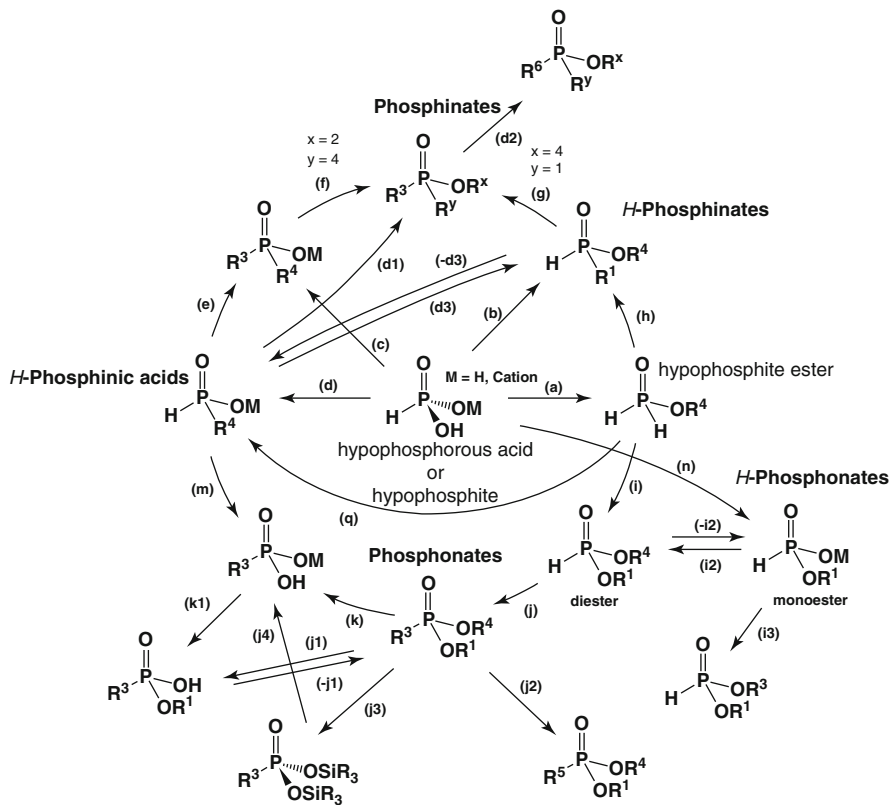 O
P
R⁶
ORˣ
Rʸ
Phosphinates
(d2)
x = 2
y = 4
x = 4
y = 1
O
P
R³
ORˣ
Rʸ
(f)
(g)
H-Phosphinates
O
P
R³
OM
R⁴
O
P
H
OR⁴
R¹
(d1)
(-d3)
(d3)
(e)
(c)
(b)
(h)
H-Phosphinic acids
O
P
H
OM
R⁴
(d)
O
P
H
OM
OH
M = H, Cation
(a)
O
P
H
H
OR⁴
hypophosphite ester
hypophosphorous acid
or
hypophosphite
(n)
H-Phosphonates
(m)
(q)
(i)
O
P
R³
OM
OH
Phosphonates
O
P
H
OR⁴
OR¹
diester
(-i2)
(i2)
O
P
H
OM
OR¹
monoester
(k1)
(j4)
(k)
(j)
O
P
R³
OR⁴
OR¹
(i3)
(j1)
(-j1)
O
P
R³
OH
OR¹
O
P
H
OR³
OR¹
(j3)
(j2)
O
P
R³
OSiR₃
OSiR₃
O
P
R⁵
OR⁴
OR¹